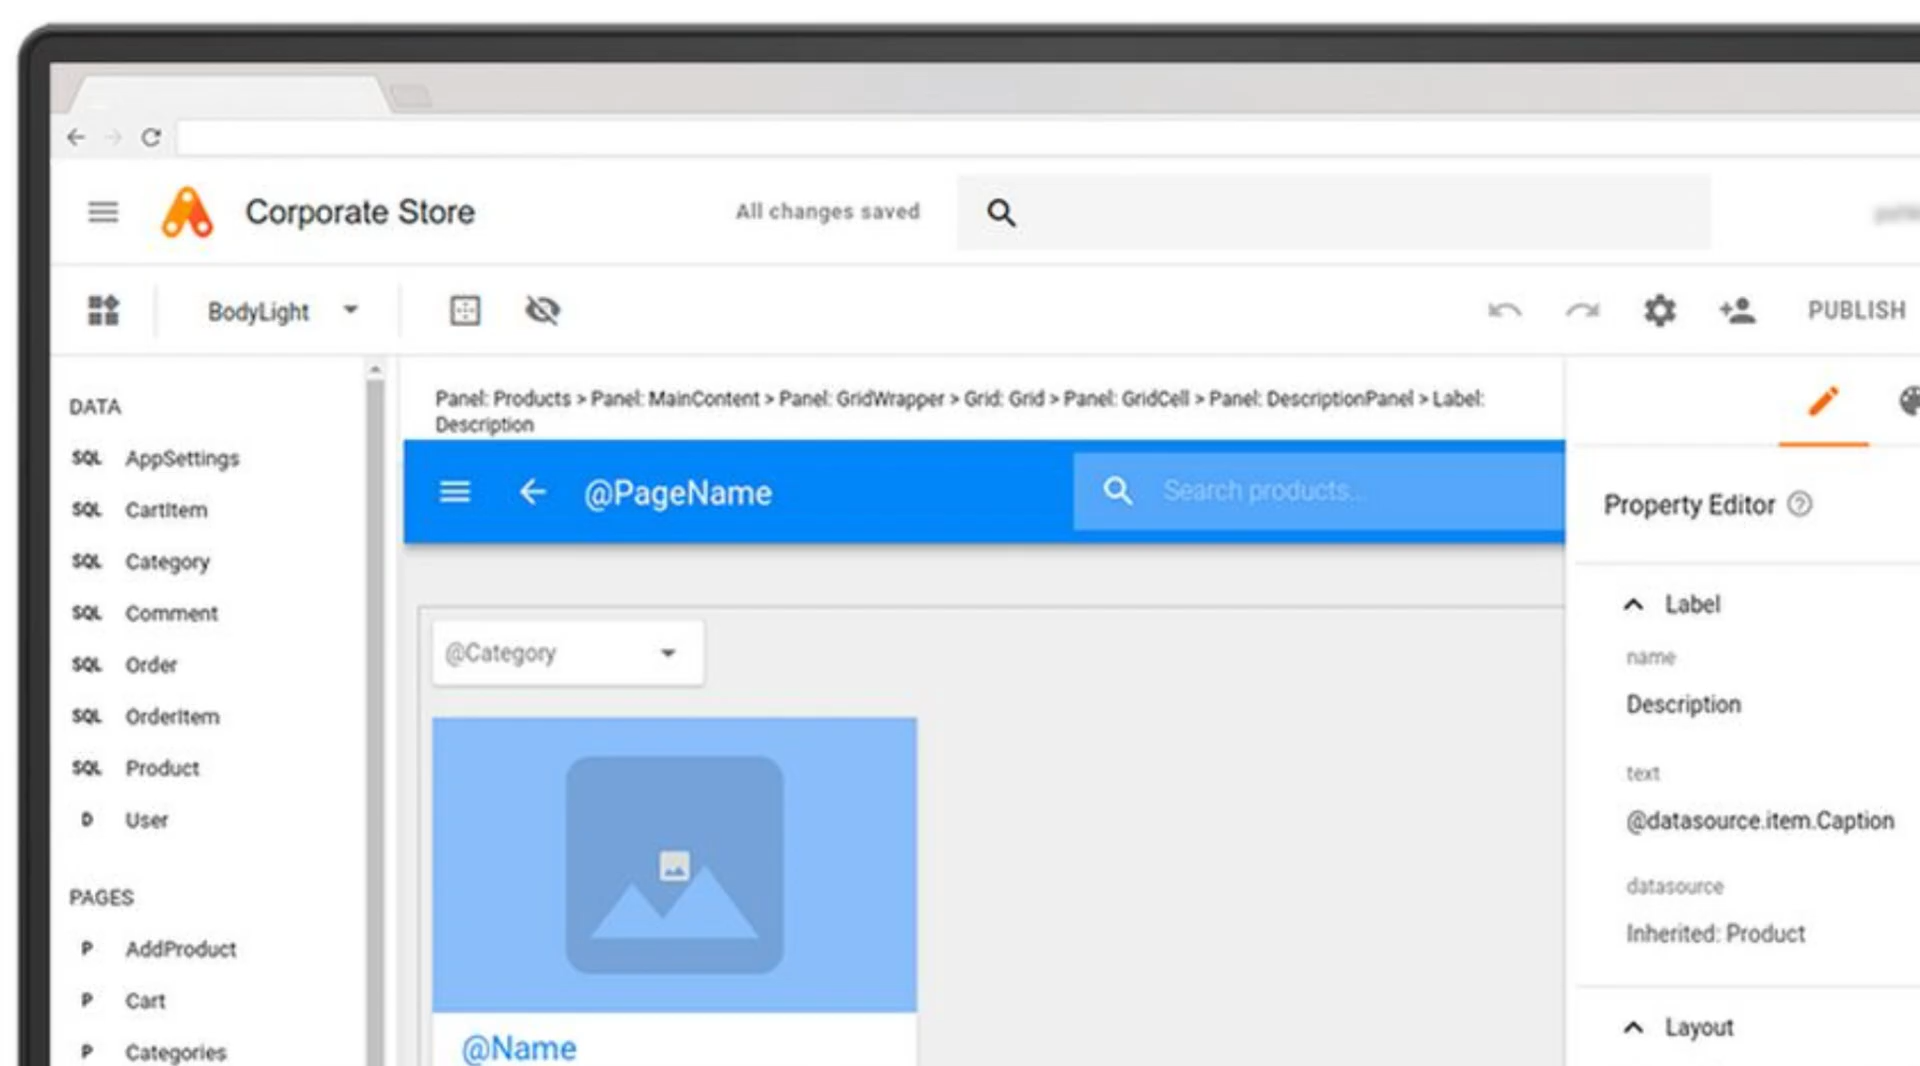 Corporate Store
All changes saved
BodyLight
PUBLISH
DATA
SQL AppSettings
SQL CartItem
SQL Category
SQL Comment
SQL Order
SQL OrderItem
SQL Product
D User
PAGES
P AddProduct
P Cart
P Categories
Panel: Products > Panel: MainContent > Panel: GridWrapper > Grid: Grid > Panel: GridCell > Panel: DescriptionPanel > Label:
Description
@PageName
Search products...
@Category
@Name
Property Editor
Label
name
Description
text
@datasource.item.Caption
datasource
Inherited: Product
Layout